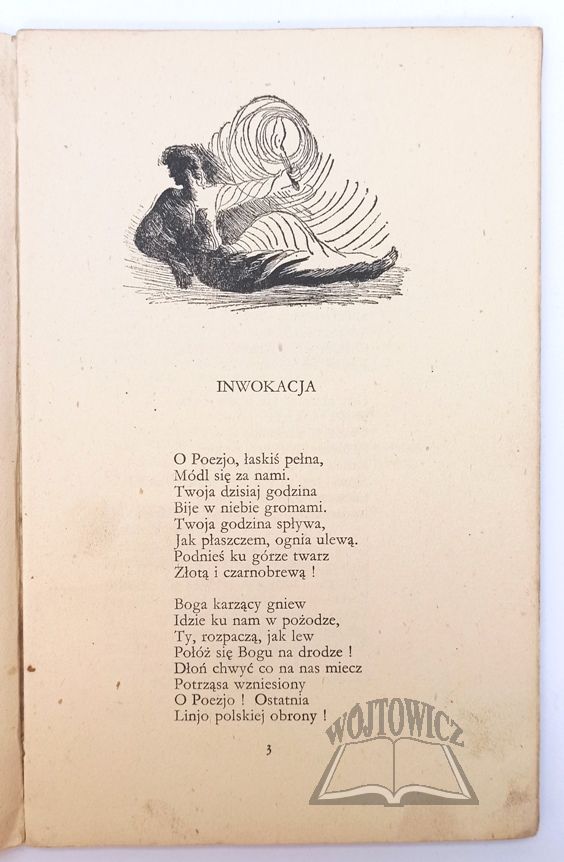 INWOKACJA
O Poezjo, łaskiś pełna,
Módl się za nami.
Twoja dzisiaj godzina
Bije w niebie gromami.
Twoja godzina spływa,
Jak płaszczem, ognia ulewą.
Podnieś ku górze twarz
Złotą i czarnobrewą !
Boga karzący gniew
Idzie ku nam w pożodze,
Ty, rozpaczą, jak lew
Połóż się Bogu na drodze !
Dłoń chwyć co na nas miecz
Potrząsa wzniesiony
O Poezjo ! Ostatnia
Linjo polskiej obrony !
3
WÓJTOWICZ